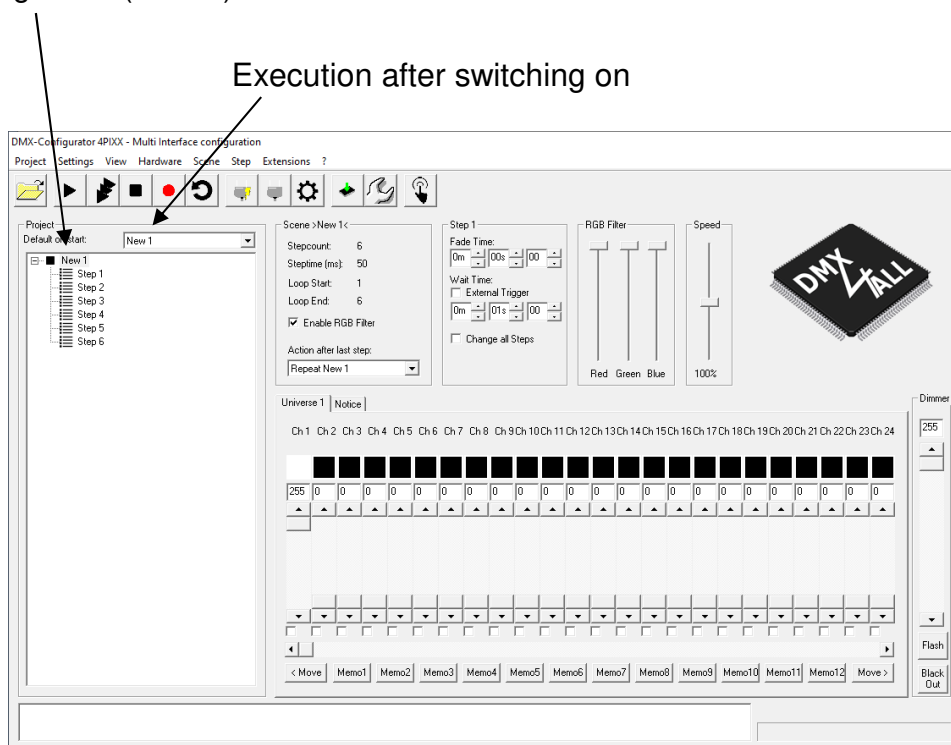 Execution after switching on
DMX-Configurator 4PIXX - Multi Interface configuration
Project Settings View Hardware Scene Step Extensions ?
Project
Default on start: New 1
New 1
Step 1
Step 2
Step 3
Step 4
Step 5
Step 6
Scene >New 1<
Stepcount: 6
Steptime (ms): 50
Loop Start: 1
Loop End: 6
Enable RGB Filter
Action after last step:
Repeat New 1
Step 1
Fade Time:
0m 00s 00
Wait Time:
External Trigger
0m 01s 00
Change all Steps
RGB Filter
Red Green Blue
Speed
100%
DMX 4 ALL
Universe 1 Notice
Ch 1 Ch 2 Ch 3 Ch 4 Ch 5 Ch 6 Ch 7 Ch 8 Ch 9 Ch 10 Ch 11 Ch 12 Ch 13 Ch 14 Ch 15 Ch 16 Ch 17 Ch 18 Ch 19 Ch 20 Ch 21 Ch 22 Ch 23 Ch 24
255 0 0 0 0 0 0 0 0 0 0 0 0 0 0 0 0 0 0 0 0 0 0 0
< Move Memo1 Memo2 Memo3 Memo4 Memo5 Memo6 Memo7 Memo8 Memo9 Memo10 Memo11 Memo12 Move >
Dimmer
255
Flash
Black
Out